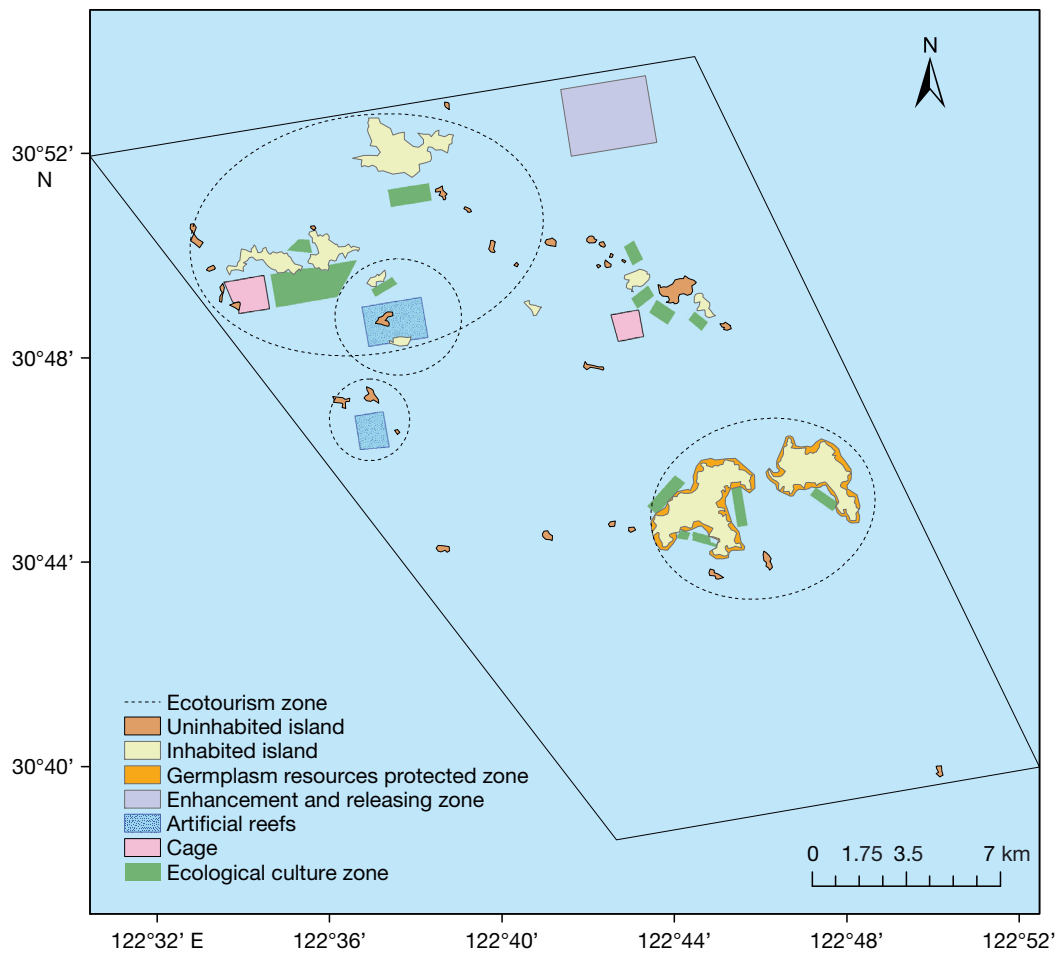 N
30°52'
N
30°48'
30°44'
30°40'
Ecotourism zone
Uninhabited island
Inhabited island
Germplasm resources protected zone
Enhancement and releasing zone
Artificial reefs
Cage
Ecological culture zone
0 1.75 3.5 7 km
122°32' E 122°36' 122°40' 122°44' 122°48' 122°52'